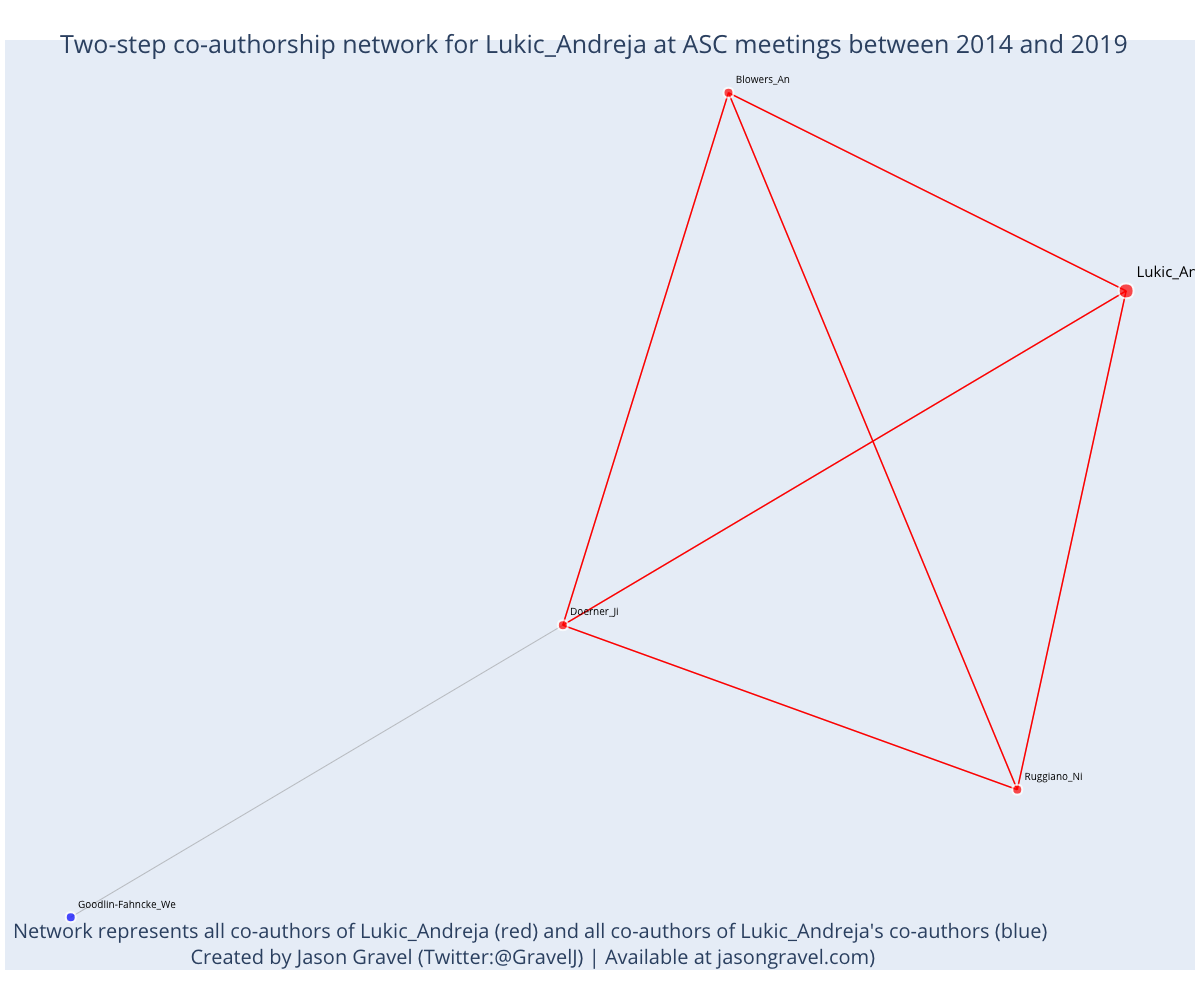 Two-step co-authorship network for Lukic_Andreja at ASC meetings between 2014 and 2019
Blowers_An
Lukic_An
Doerner_Ji
Ruggiano_Ni
Goodlin-Fahncke_We
Network represents all co-authors of Lukic_Andreja (red) and all co-authors of Lukic_Andreja's co-authors (blue)
Created by Jason Gravel (Twitter:@GravelJ) | Available at jasongravel.com)